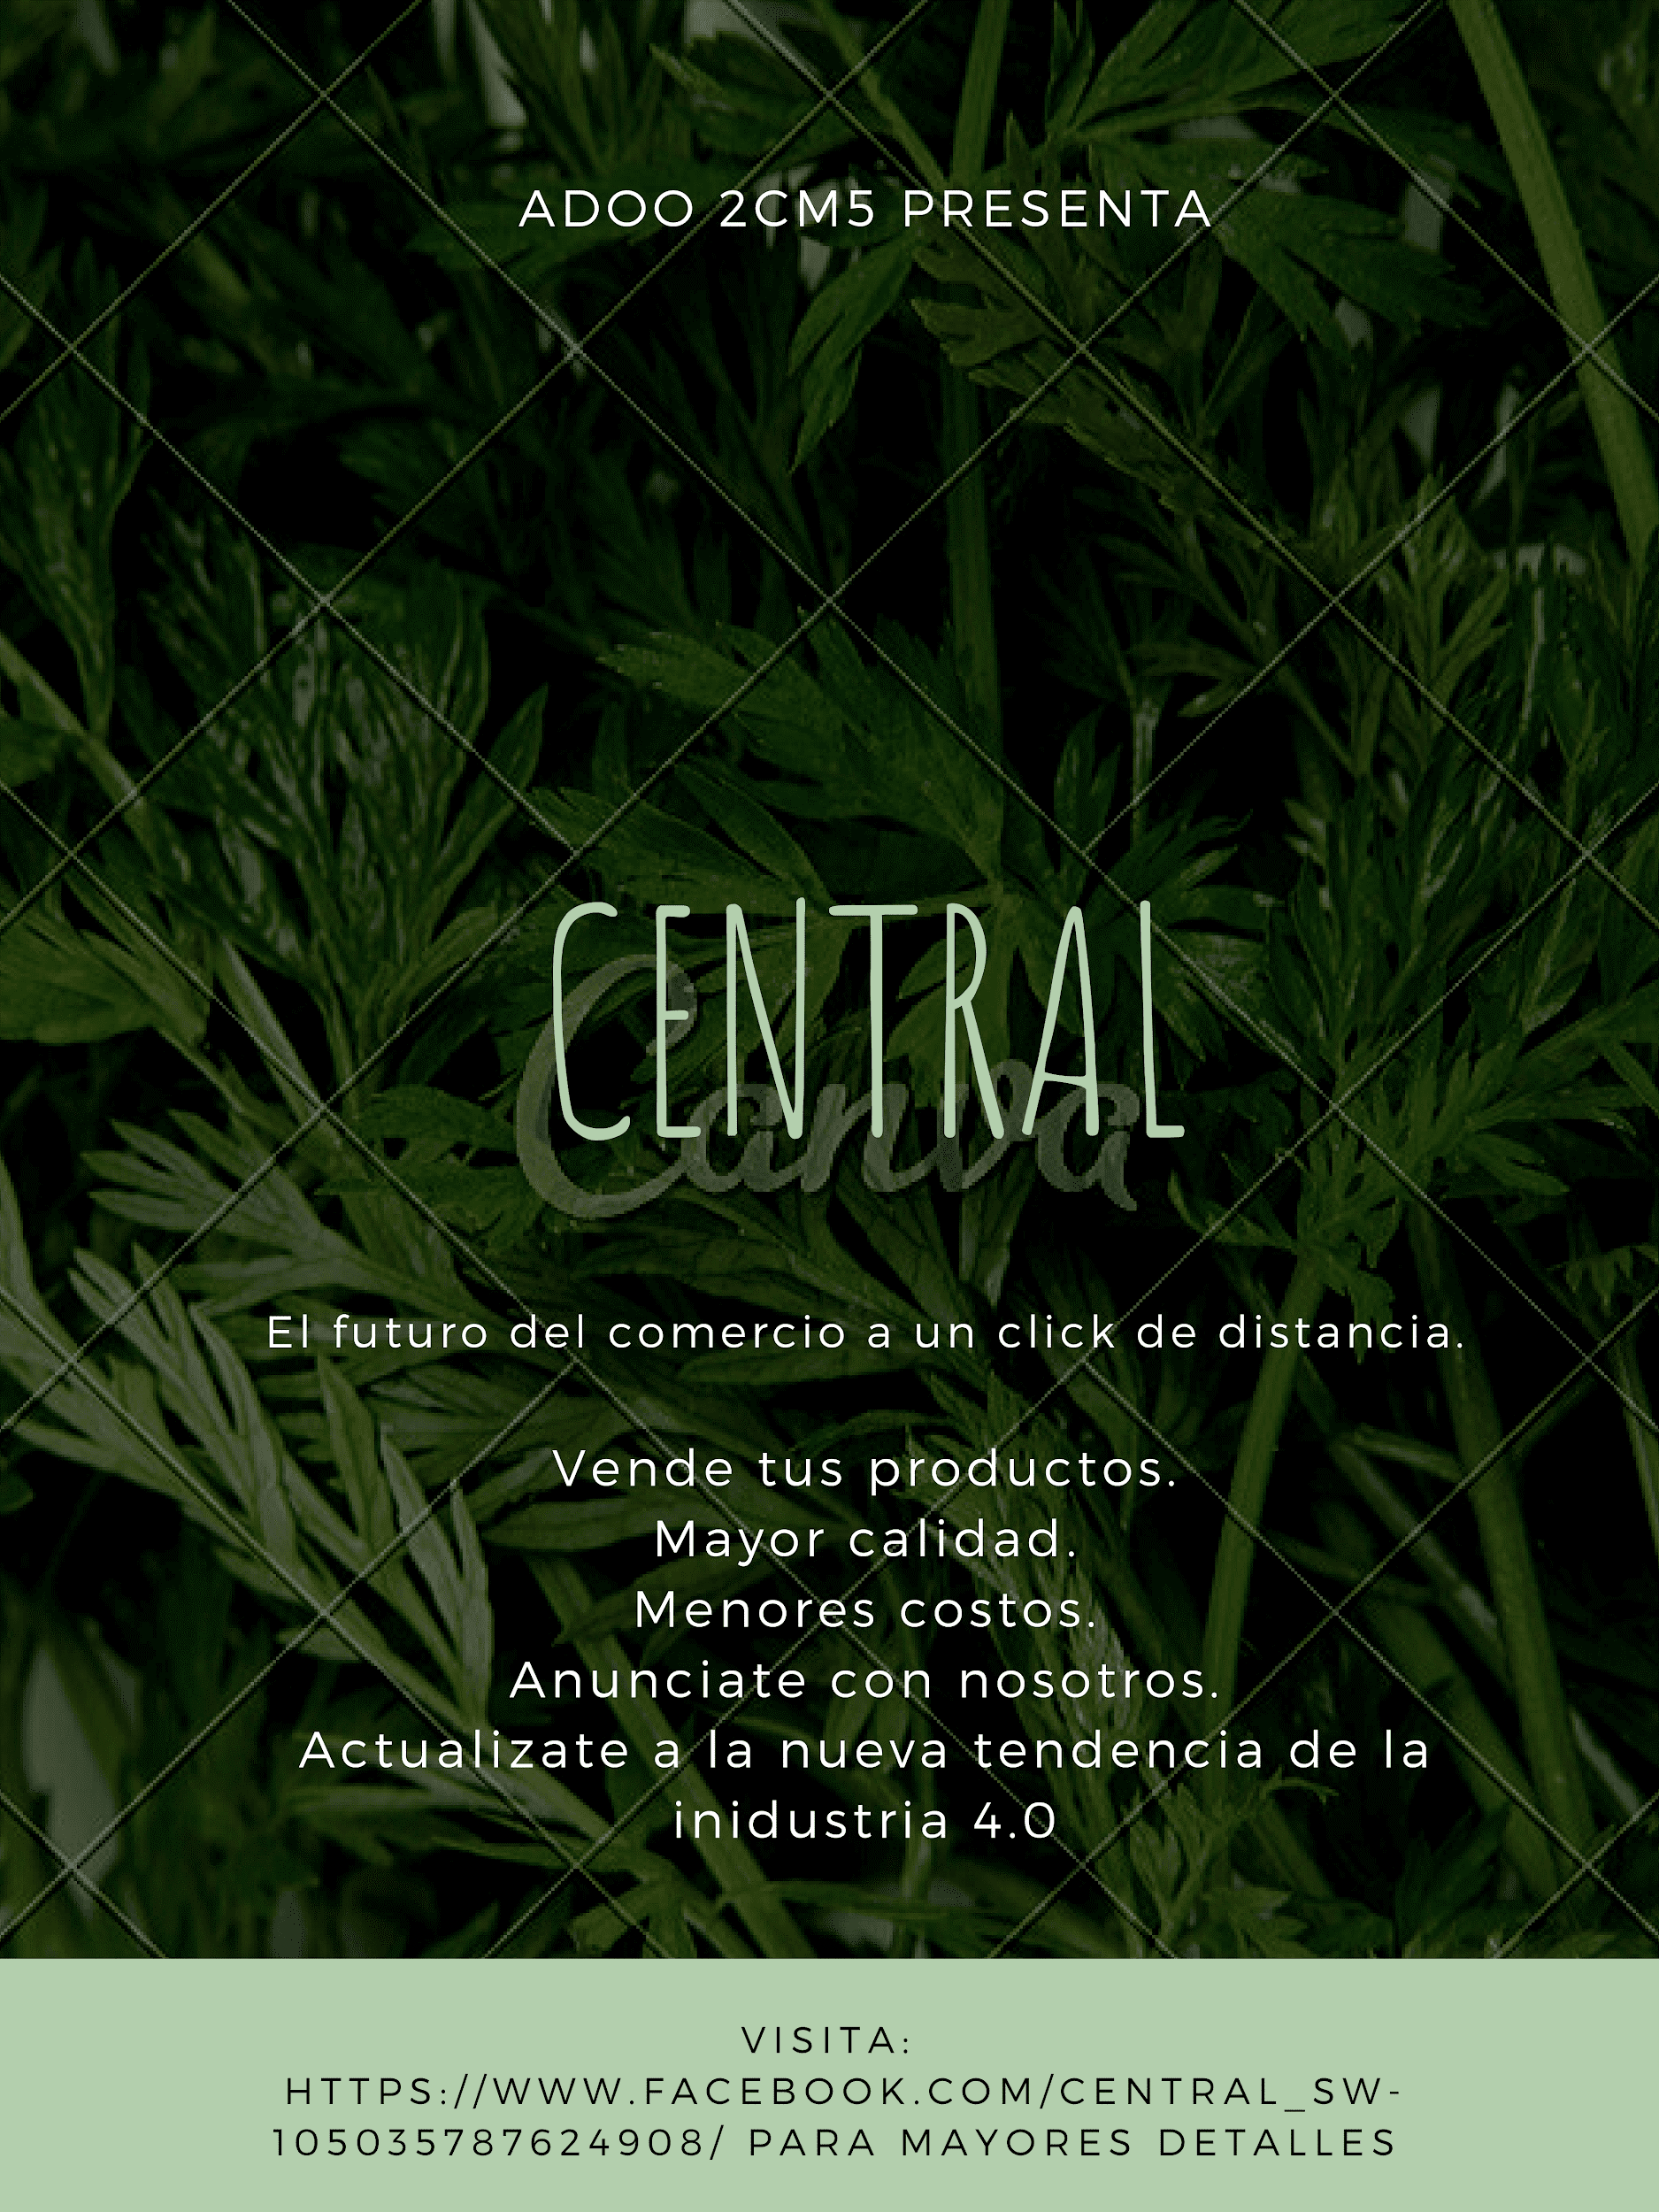 ADOO 2CM5 PRESENTA
CENTRAL
Canva
El futuro del comercio a un click de distancia.
Vende tus productos.
Mayor calidad.
Menores costos.
Anunciate con nosotros.
Actualizate a la nueva tendencia de la
inidustria 4.0
VISITA:
HTTPS://WWW.FACEBOOK.COM/CENTRAL_SW-
105035787624908/ PARA MAYORES DETALLES